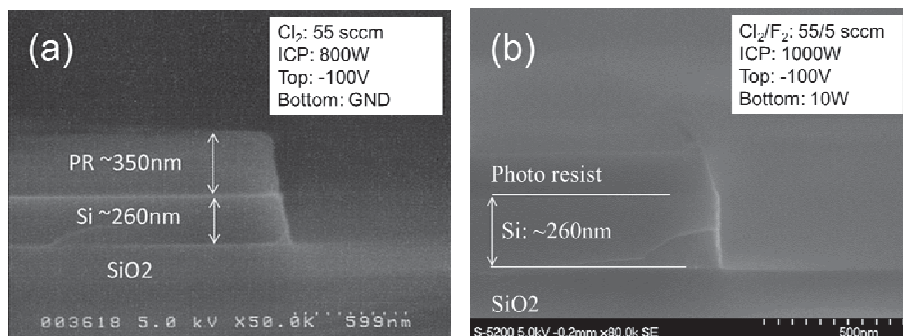 (a)
Cl₂: 55 sccm
ICP: 800W
Top: -100V
Bottom: GND
PR ~350nm
Si ~260nm
SiO2
003618 5.0 kV X50.0K 599nm
(b)
Cl₂/F₂: 55/5 sccm
ICP: 1000W
Top: -100V
Bottom: 10W
Photo resist
Si: ~260nm
SiO2
S-5200 5.0kV -0.2mm x80.0k SE
500nm